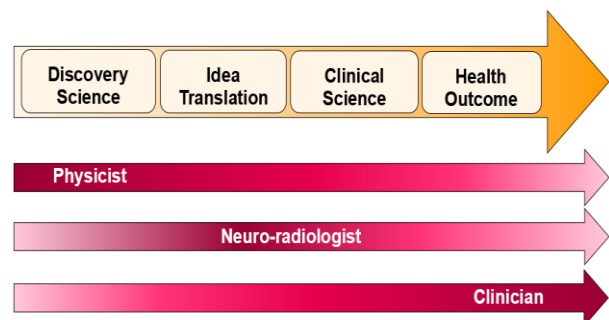 Discovery
Science
Idea
Translation
Clinical
Science
Health
Outcome
Physicist
Neuro-radiologist
Clinician